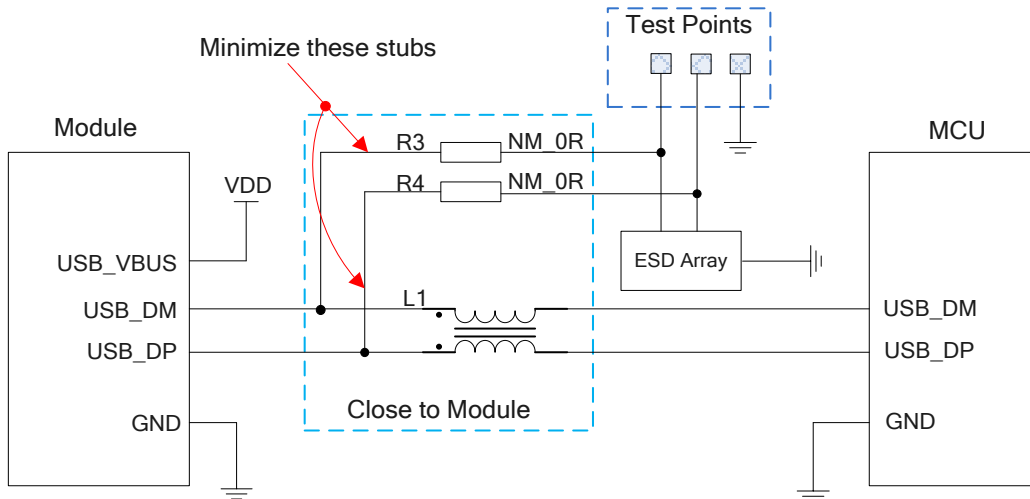 Test Points
Minimize these stubs
Module
MCU
R3
NM_0R
VDD
R4
NM_0R
ESD Array
USB_VBUS
USB_DM
L1
USB_DM
USB_DP
USB_DP
Close to Module
GND
GND